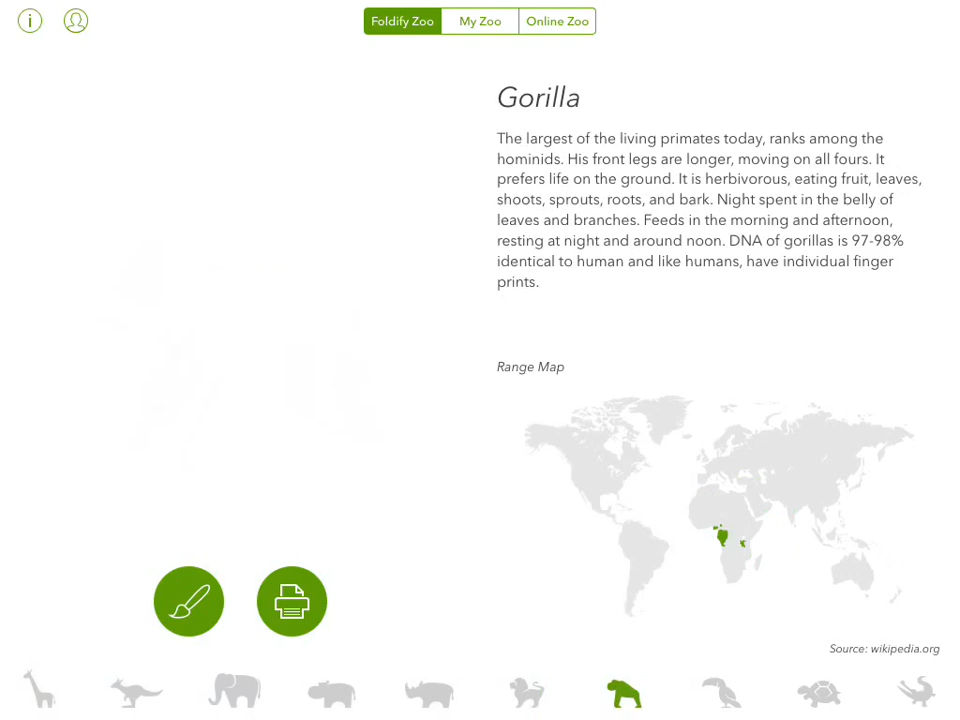 Foldify Zoo
My Zoo
Online Zoo
Gorilla
The largest of the living primates today, ranks among the
hominids. His front legs are longer, moving on all fours. It
prefers life on the ground. It is herbivorous, eating fruit, leaves,
shoots, sprouts, roots, and bark. Night spent in the belly of
leaves and branches. Feeds in the morning and afternoon,
resting at night and around noon. DNA of gorillas is 97-98%
identical to human and like humans, have individual finger
prints.
Range Map
Source: wikipedia.org